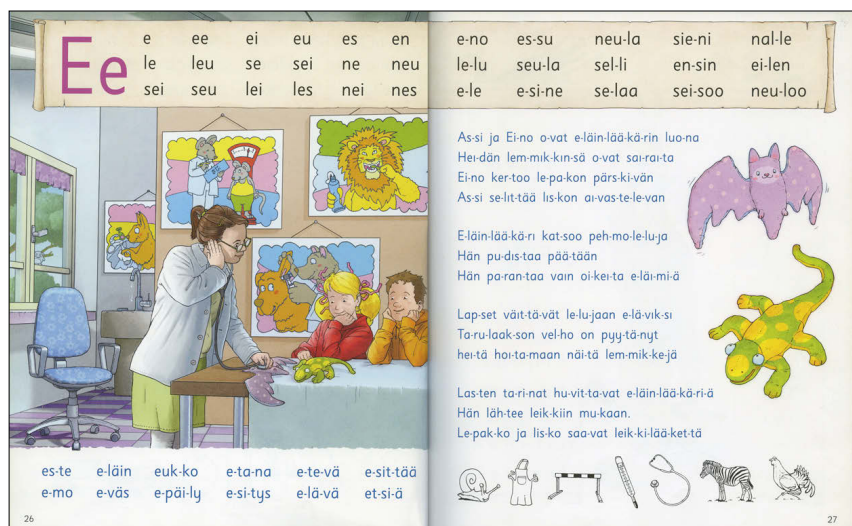 Ee
e ee ei eu es en
le leu se sei ne neu
sei seu lei les nei nes
es-te e-läin euk-ko e-ta-na e-te-vä e-sit-tää
e-mo e-väs e-päi-ly e-si-tys e-lä-vä et-si-ä
26
e-no es-su neu-la sie-ni nal-le
le-lu seu-la sel-li en-sin ei-len
e-le e-si-ne se-laa sei-soo neu-loo
As-si ja Ei-no o-vat e-läin-lää-kä-rin luo-na
Hei-dän lem-mik-kin-sä o-vat sai-rai-ta
Ei-no ker-too le-pa-kon pärs-ki-vän
As-si se-lit-tää lis-kon ai-vas-te-le-van
E-läin-lää-kä-ri kat-soo peh-mo-le-lu-ja
Hän pu-dis-taa pää-tään
Hän pa-ran-taa vain oi-kei-ta e-läi-mi-ä
Lap-set väit-tä-vät le-lu-jaan e-lä-vik-si
Ta-ru-laak-son vel-ho on pyy-tä-nyt
hei-tä hoi-ta-maan näi-tä lem-mik-ke-jä
Las-ten ta-ri-nat hu-vit-ta-vat e-läin-lää-kä-ri-ä
Hän läh-tee leik-kiin mu-kaan.
Le-pak-ko ja lis-ko saa-vat leik-ki-lää-ket-tä
27